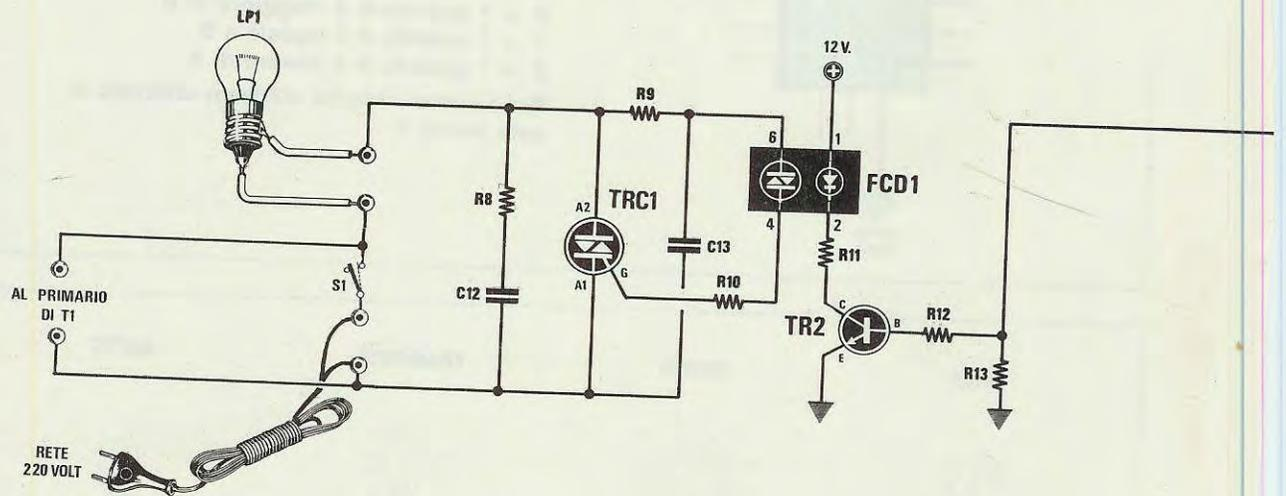 LP1
12 V.
R9
6
1
FCD1
R8
A2
TRC1
4
2
C13
R11
G
A1
R10
S1
C12
AL PRIMARIO
DI T1
C
TR2
B
R12
E
R13
RETE
220 VOLT